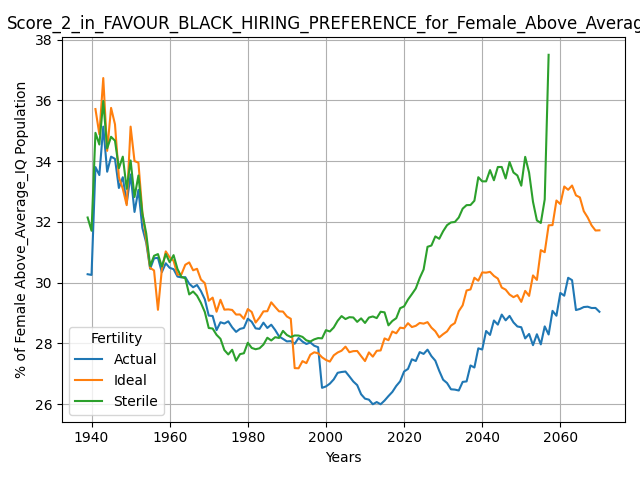 Score_2_in_FAVOUR_BLACK_HIRING_PREFERENCE_for_Female_Above_Averag
38
36
34
32
30
28
26
% of Female Above_Average_IQ Population
Fertility
Actual
Ideal
Sterile
1940 1960 1980 2000 2020 2040 2060
Years